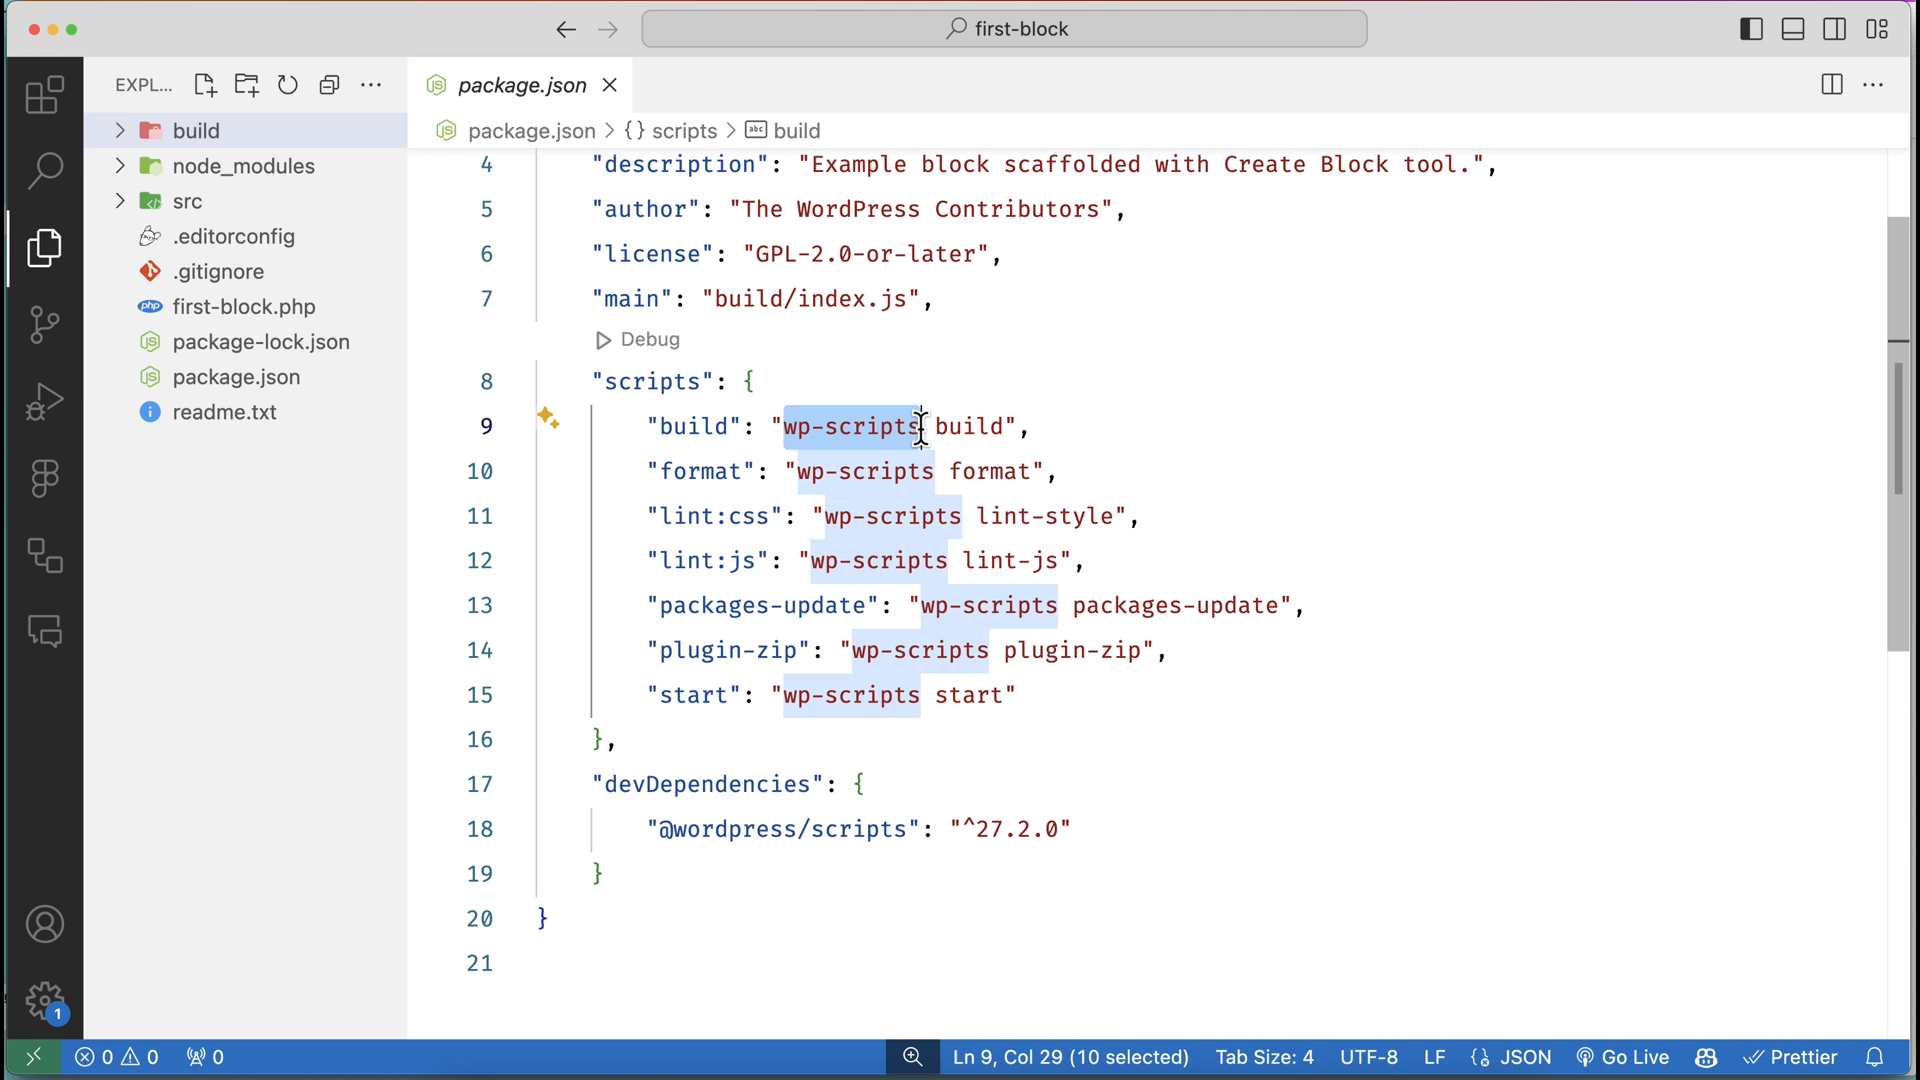 first-block
EXPL...
package.json
build
node_modules
src
.editorconfig
.gitignore
first-block.php
package-lock.json
package.json
readme.txt
package.json > {} scripts > abc build
4 "description": "Example block scaffolded with Create Block tool.",
5 "author": "The WordPress Contributors",
6 "license": "GPL-2.0-or-later",
7 "main": "build/index.js",
Debug
8 "scripts": {
9 "build": "wp-scripts build",
10 "format": "wp-scripts format",
11 "lint:css": "wp-scripts lint-style",
12 "lint:js": "wp-scripts lint-js",
13 "packages-update": "wp-scripts packages-update",
14 "plugin-zip": "wp-scripts plugin-zip",
15 "start": "wp-scripts start"
16 },
17 "devDependencies": {
18 "@wordpress/scripts": "^27.2.0"
19 }
20 }
21
1
0 0 0 Ln 9, Col 29 (10 selected) Tab Size: 4 UTF-8 LF {} JSON Go Live Prettier